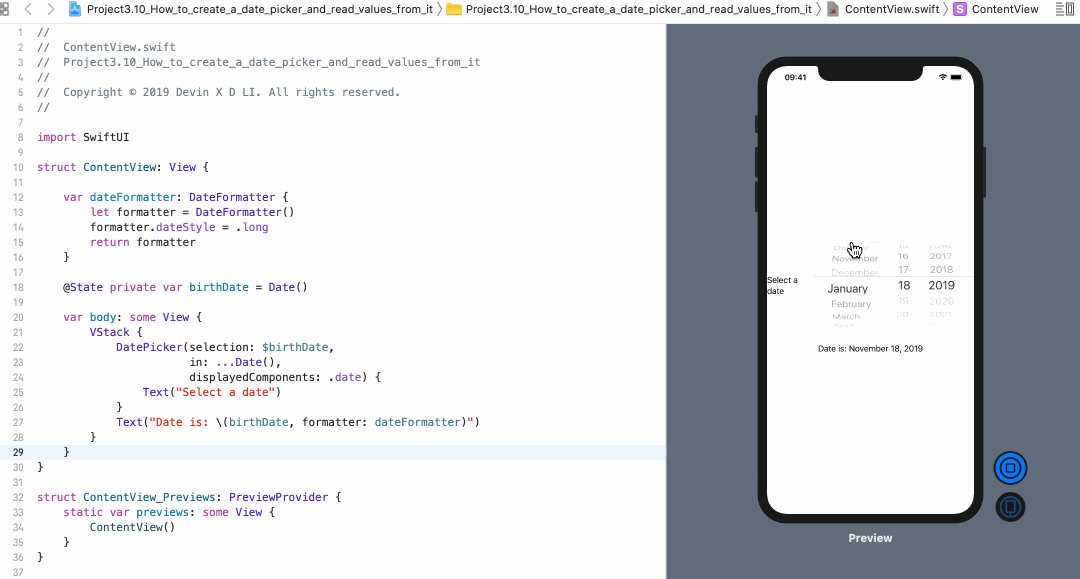 Project3.10_How_to_create_a_date_picker_and_read_values_from_it 〉 Project3.10_How_to_create_a_date_picker_and_read_values_from_it 〉 ContentView.swift 〉 S ContentView
1 //
2 //  ContentView.swift
3 //  Project3.10_How_to_create_a_date_picker_and_read_values_from_it
4 //
5 //  Copyright © 2019 Devin X D LI. All rights reserved.
6 //
7
8 import SwiftUI
9
10 struct ContentView: View {
11
12     var dateFormatter: DateFormatter {
13         let formatter = DateFormatter()
14         formatter.dateStyle = .long
15         return formatter
16     }
17
18     @State private var birthDate = Date()
19
20     var body: some View {
21         VStack {
22             DatePicker(selection: $birthDate,
23                        in: ...Date(),
24                        displayedComponents: .date) {
25                 Text("Select a date")
26             }
27             Text("Date is: \(birthDate, formatter: dateFormatter)")
28         }
29     }
30 }
31
32 struct ContentView_Previews: PreviewProvider {
33     static var previews: some View {
34         ContentView()
35     }
36 }
37
09:41
November 16 2017
December 17 2018
Select a
date
January 18 2019
February 19 2020
March 20 2021
Date is: November 18, 2019
Preview